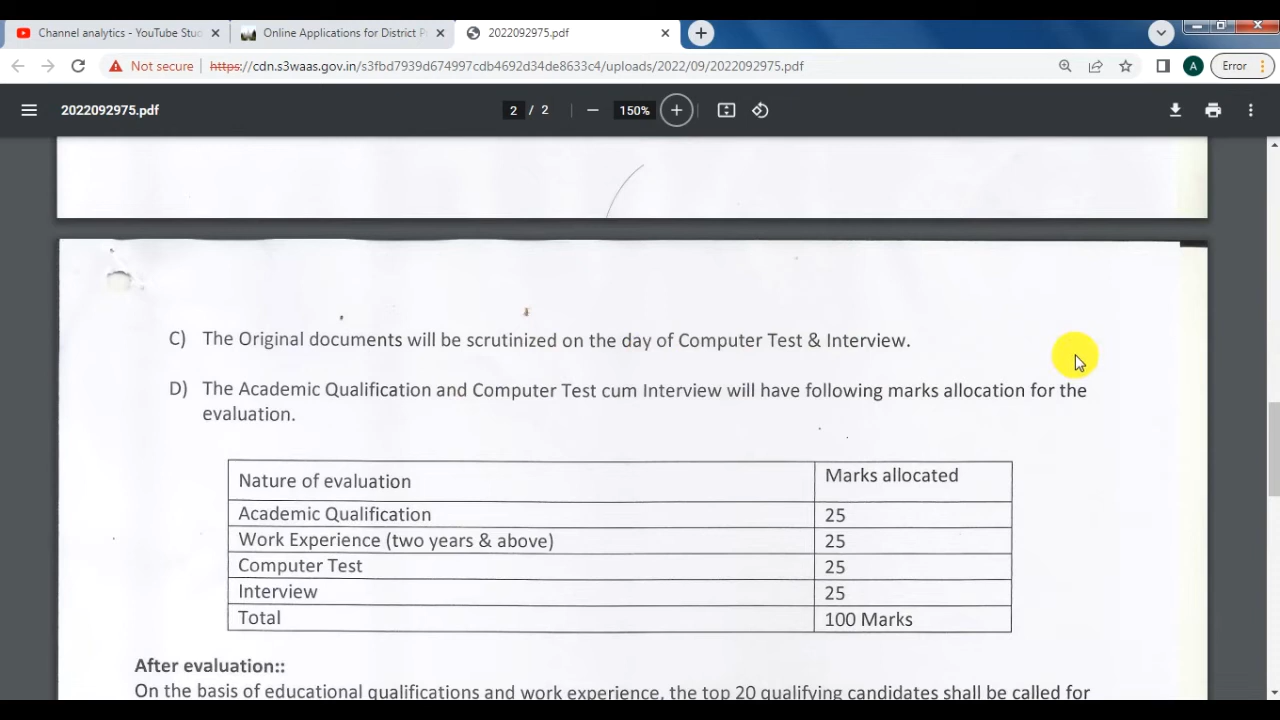 Channel analytics - YouTube Stu
Online Applications for District P
2022092975.pdf
Not secure
https://cdn.s3waas.gov.in/s3fbd7939d674997cdb4692d34de8633c4/uploads/2022/09/2022092975.pdf
A
Error
2022092975.pdf
2 / 2
150%
C) The Original documents will be scrutinized on the day of Computer Test & Interview.
D) The Academic Qualification and Computer Test cum Interview will have following marks allocation for the
evaluation.
Nature of evaluation Marks allocated
Academic Qualification 25
Work Experience (two years & above) 25
Computer Test 25
Interview 25
Total 100 Marks
After evaluation::
On the basis of educational qualifications and work experience, the top 20 qualifying candidates shall be called for